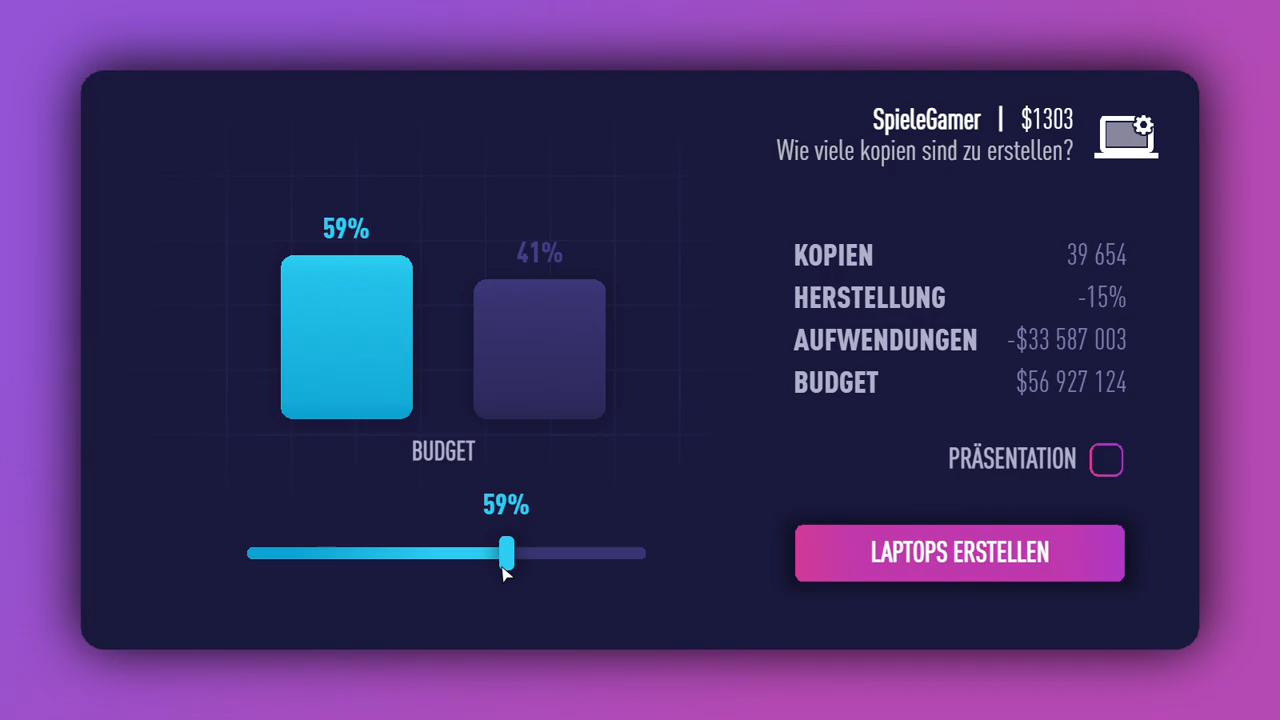 SpieleGamer | $1303
Wie viele kopien sind zu erstellen?
59%
41%
BUDGET
59%
KOPIEN 39 654
HERSTELLUNG -15%
AUFWENDUNGEN -$33 587 003
BUDGET $56 927 124
PRÄSENTATION
LAPTOPS ERSTELLEN